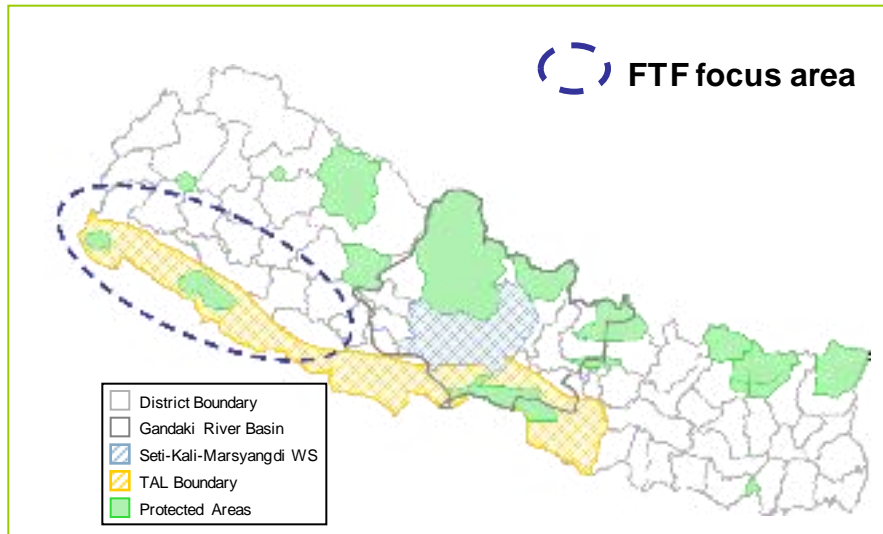 FTF focus area
District Boundary
Gandaki River Basin
Seti-Kali-Marsyangdi WS
TAL Boundary
Protected Areas